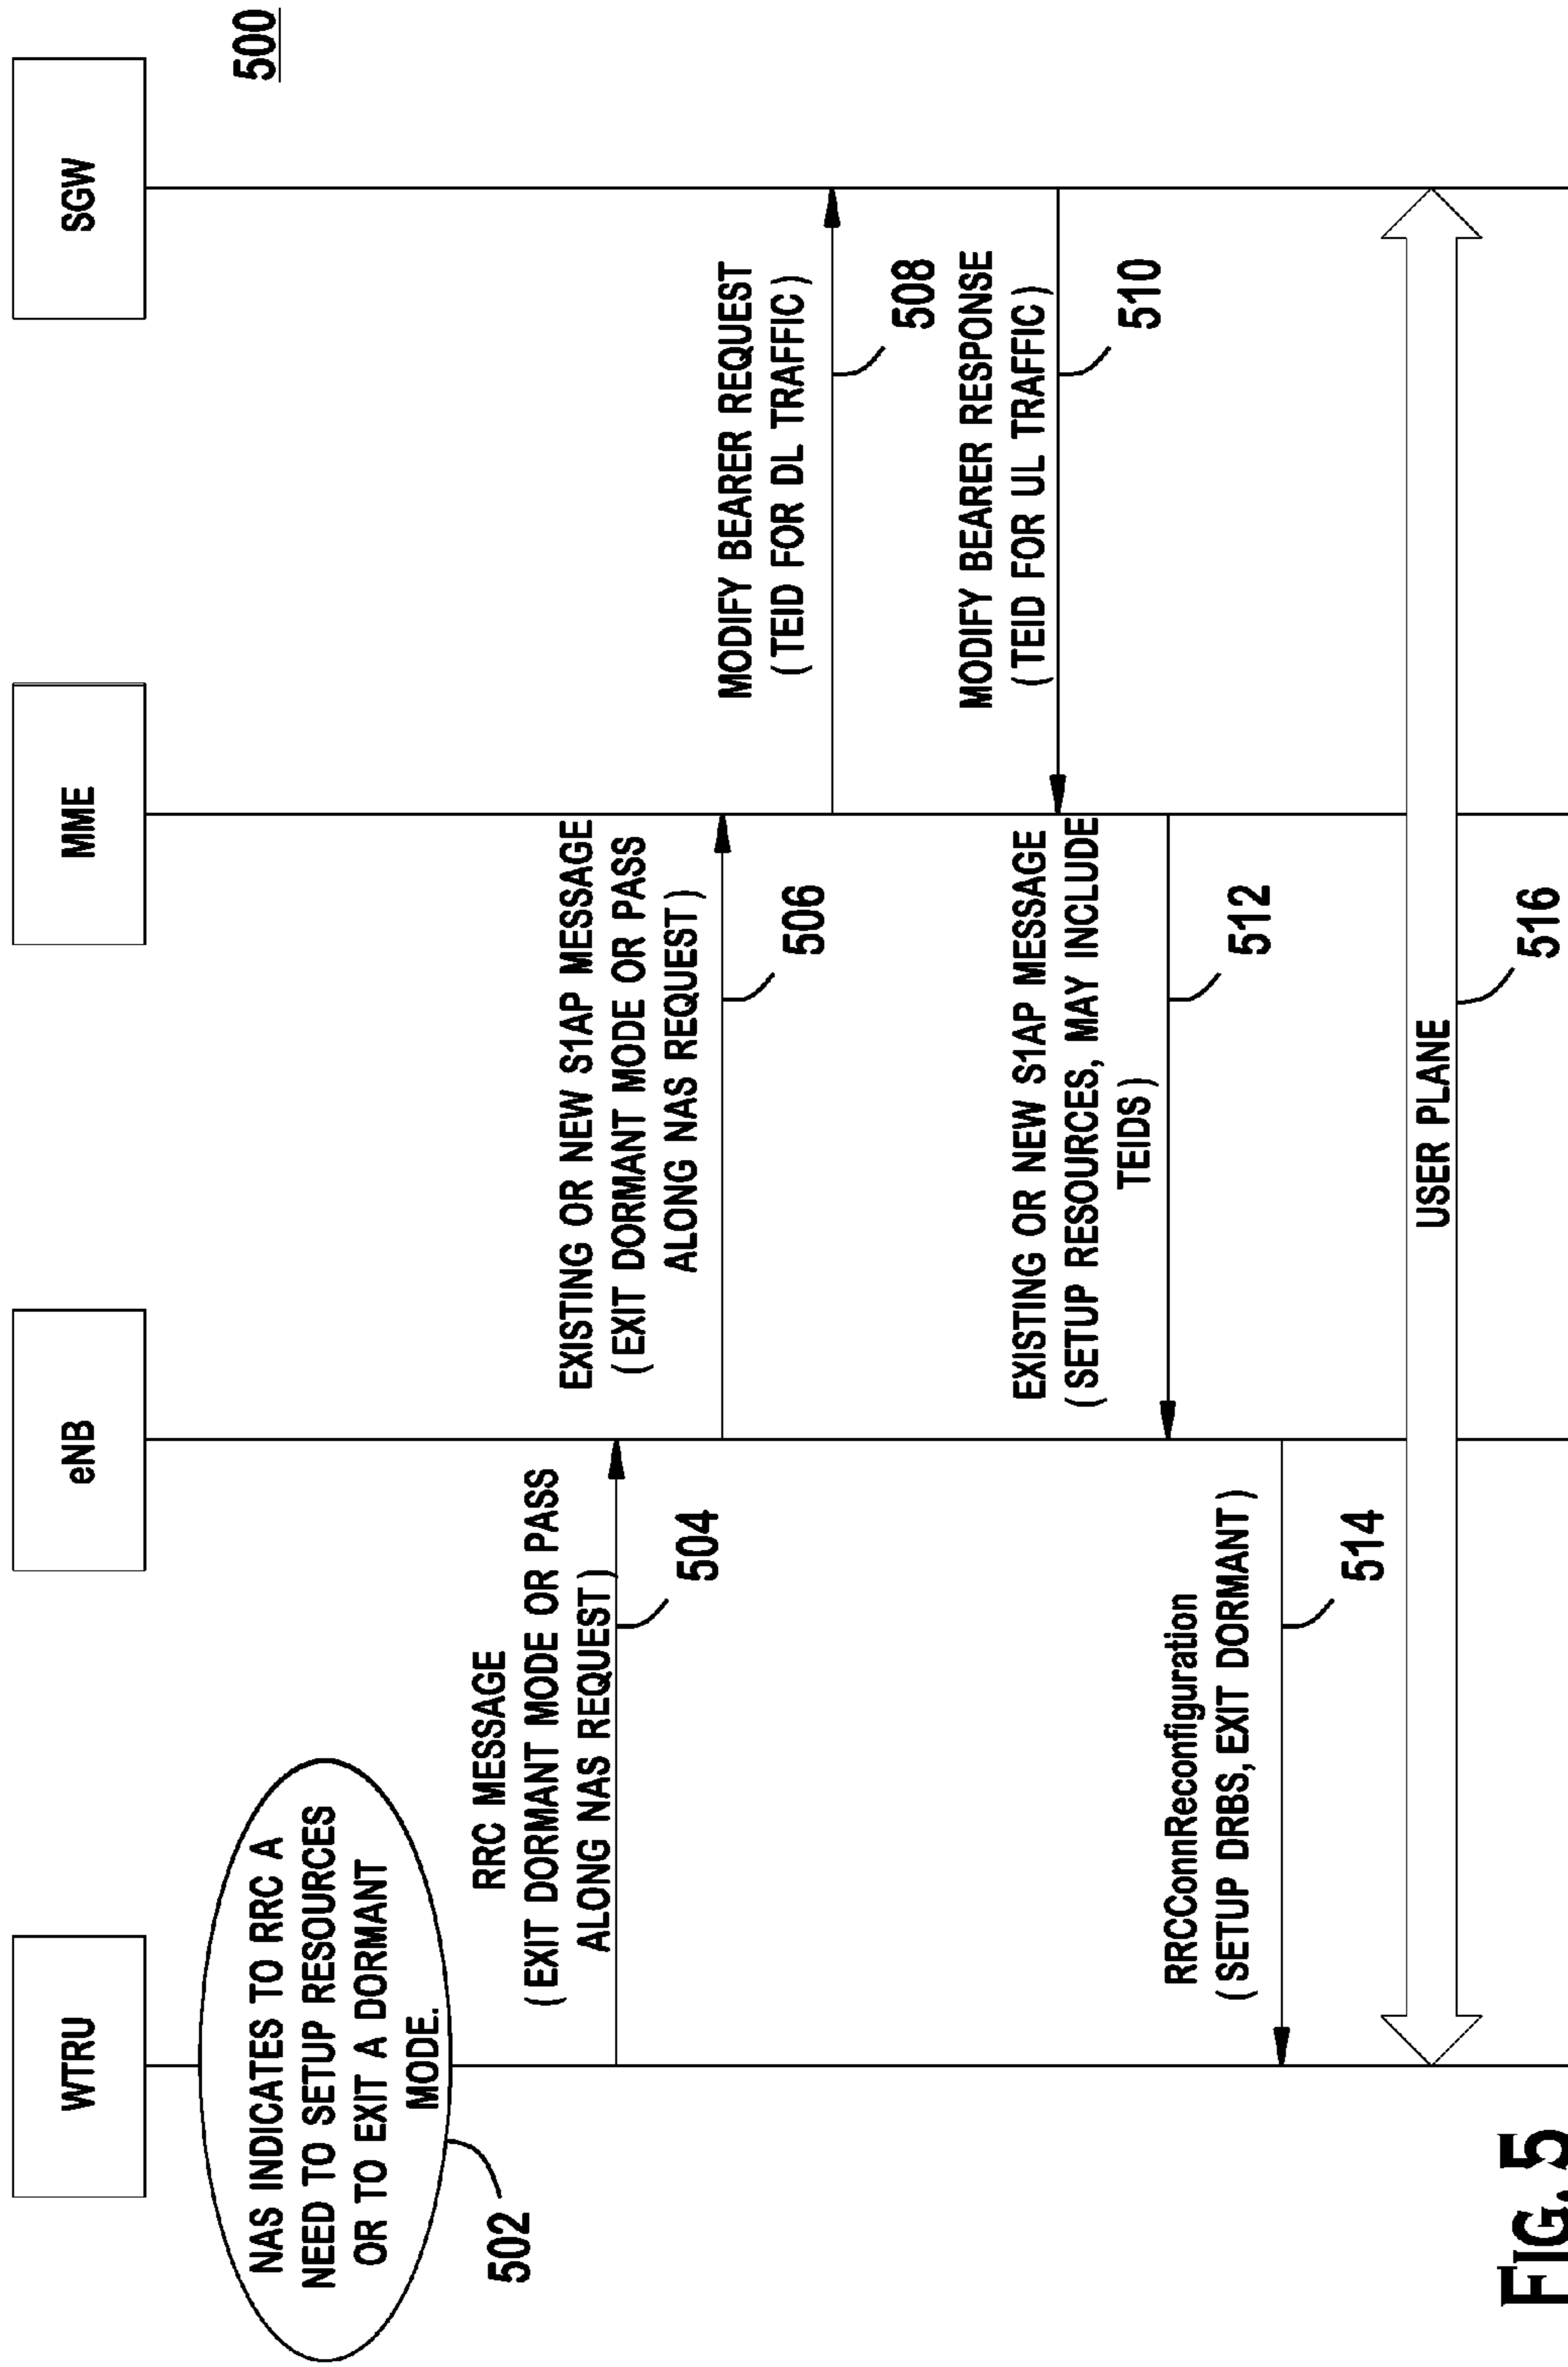 500
WTRU
eNB
MME
SGW
NAS INDICATES TO RRC A
NEED TO SETUP RESOURCES
OR TO EXIT A DORMANT
MODE.
502
RRC MESSAGE
(EXIT DORMANT MODE OR PASS
ALONG NAS REQUEST)
504
EXISTING OR NEW S1AP MESSAGE
(EXIT DORMANT MODE OR PASS
ALONG NAS REQUEST)
506
MODIFY BEARER REQUEST
(TEID FOR DL TRAFFIC)
508
MODIFY BEARER RESPONSE
(TEID FOR UL TRAFFIC)
510
EXISTING OR NEW S1AP MESSAGE
(SETUP RESOURCES, MAY INCLUDE
TEIDS)
512
RRCConnReconfiguration
(SETUP DRBS, EXIT DORMANT)
514
USER PLANE
516
FIG. 5